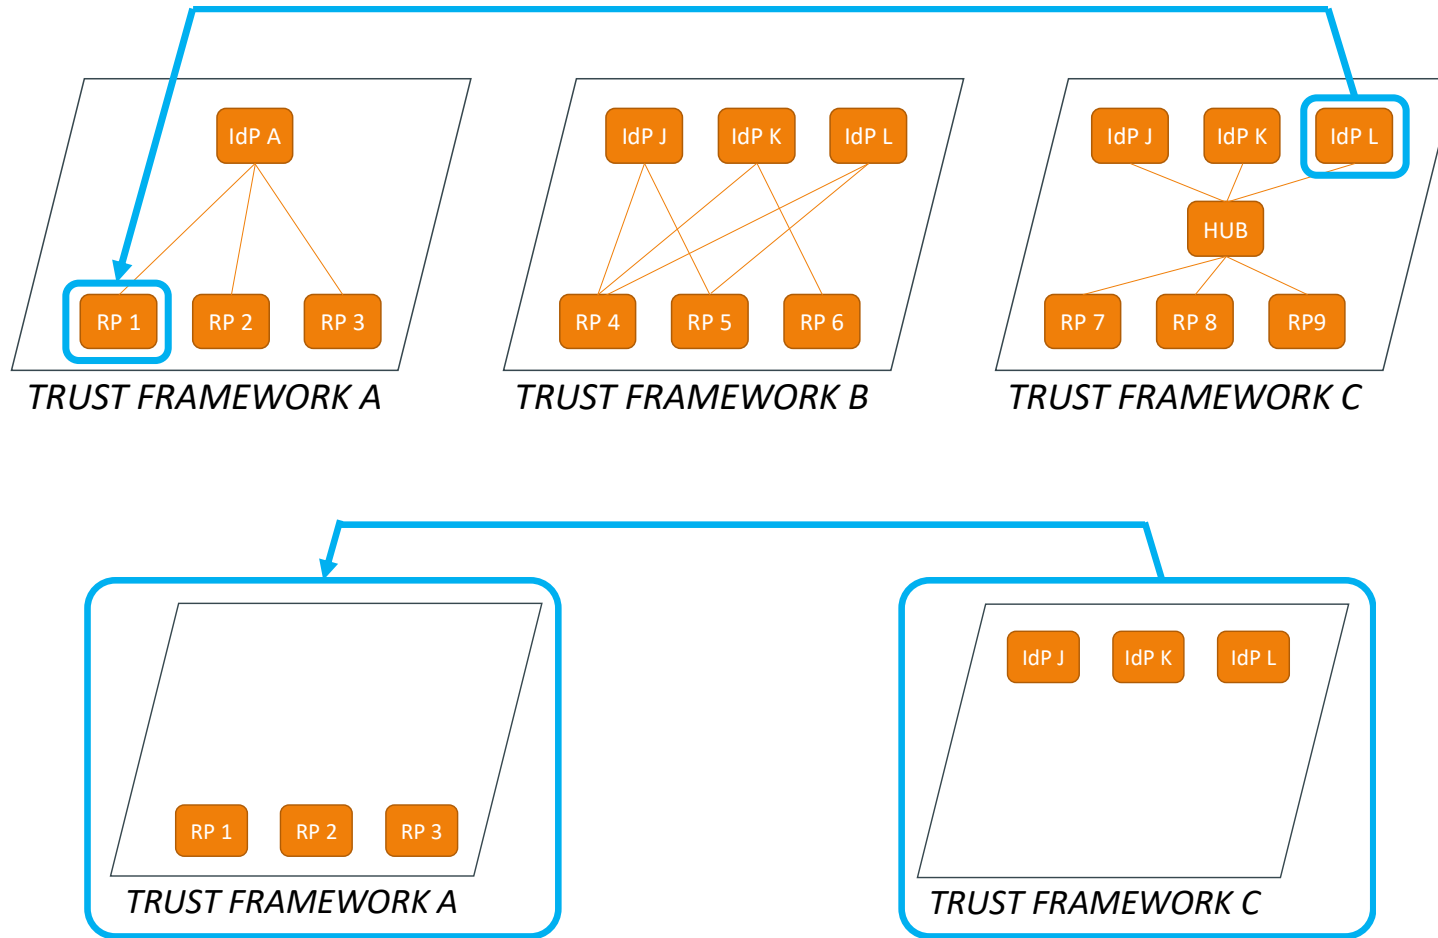 IdP A
RP 1 RP 2 RP 3
TRUST FRAMEWORK A
IdP J IdP K IdP L
RP 4 RP 5 RP 6
TRUST FRAMEWORK B
IdP J IdP K IdP L
HUB
RP 7 RP 8 RP9
TRUST FRAMEWORK C
RP 1 RP 2 RP 3
TRUST FRAMEWORK A
IdP J IdP K IdP L
TRUST FRAMEWORK C